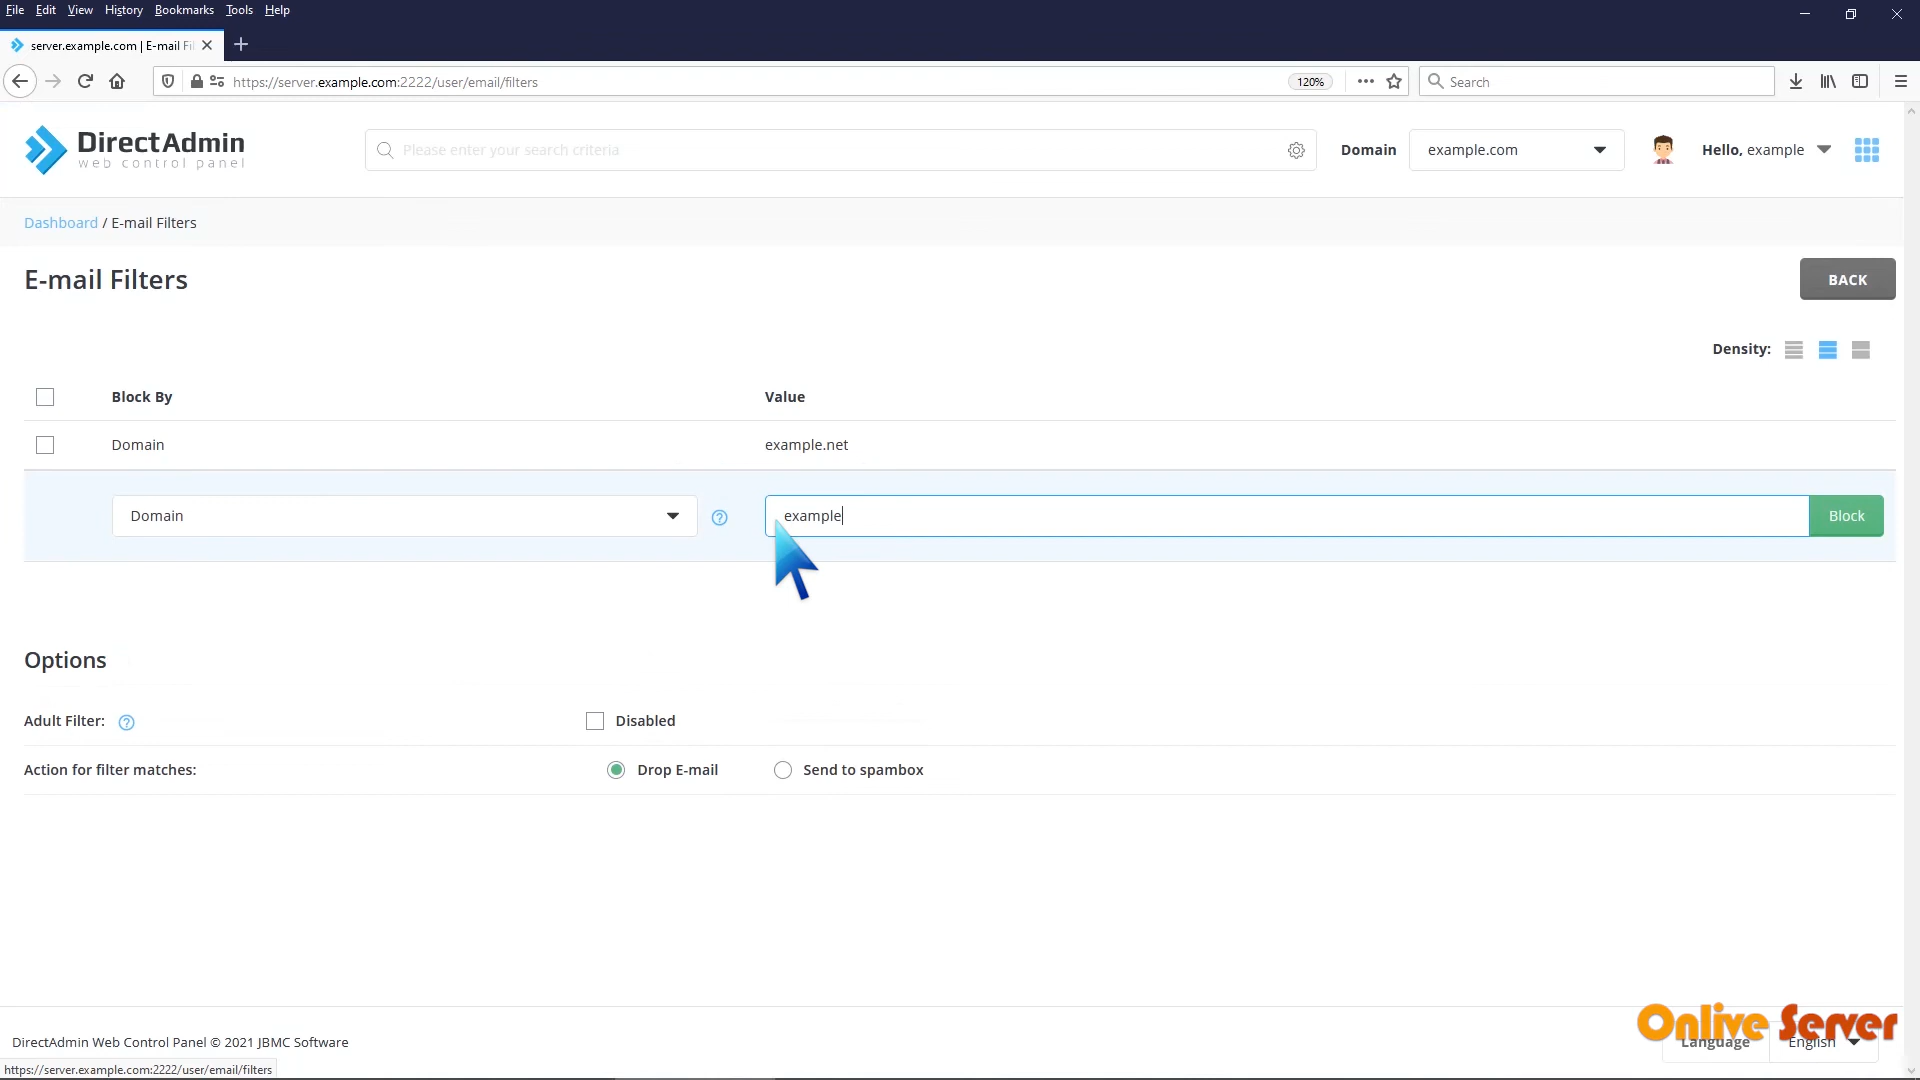 File Edit View History Bookmarks Tools Help
server.example.com | E-mail Fil
https://server.example.com:2222/user/email/filters 120% Search
DirectAdmin
web control panel
Please enter your search criteria
Domain example.com Hello, example
Dashboard / E-mail Filters
E-mail Filters BACK
Density:
Block By Value
Domain example.net
Domain example Block
Options
Adult Filter: Disabled
Action for filter matches: Drop E-mail Send to spambox
Onlive Server
DirectAdmin Web Control Panel © 2021 JBMC Software Language English
https://server.example.com:2222/user/email/filters